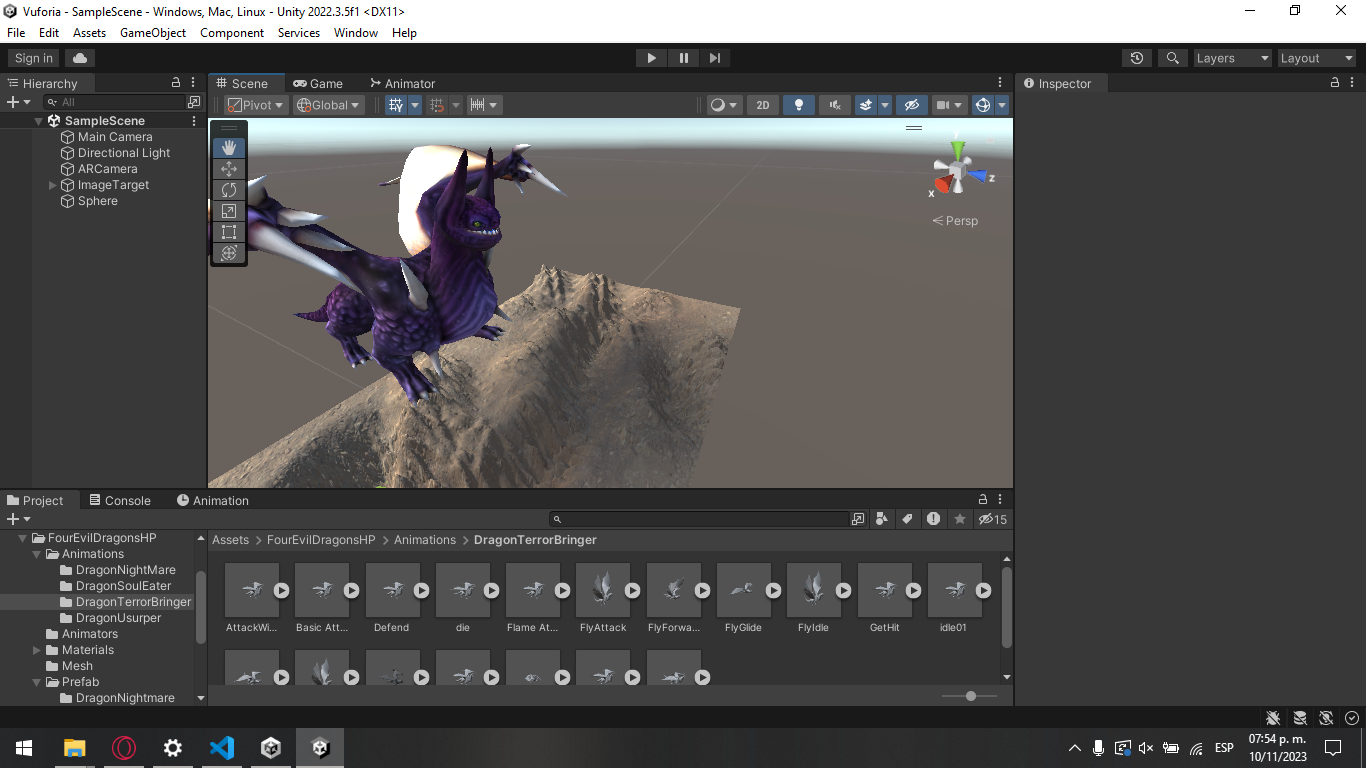 Vuforia - SampleScene - Windows, Mac, Linux - Unity 2022.3.5f1 <DX11>
File Edit Assets GameObject Component Services Window Help
Sign in Layers Layout
Hierarchy Scene Game Animator Inspector
All Pivot Global 2D
SampleScene
Main Camera
Directional Light
ARCamera
ImageTarget
Sphere
y
z
x
Persp
Project Console Animation
15
FourEvilDragonsHP
Animations
DragonNightMare
DragonSoulEater
DragonTerrorBringer
DragonUsurper
Animators
Materials
Mesh
Prefab
DragonNightmare
Assets > FourEvilDragonsHP > Animations > DragonTerrorBringer
AttackWi... Basic Att... Defend die Flame At... FlyAttack FlyForwa... FlyGlide FlyIdle GetHit idle01
ESP
07:54 p. m.
10/11/2023